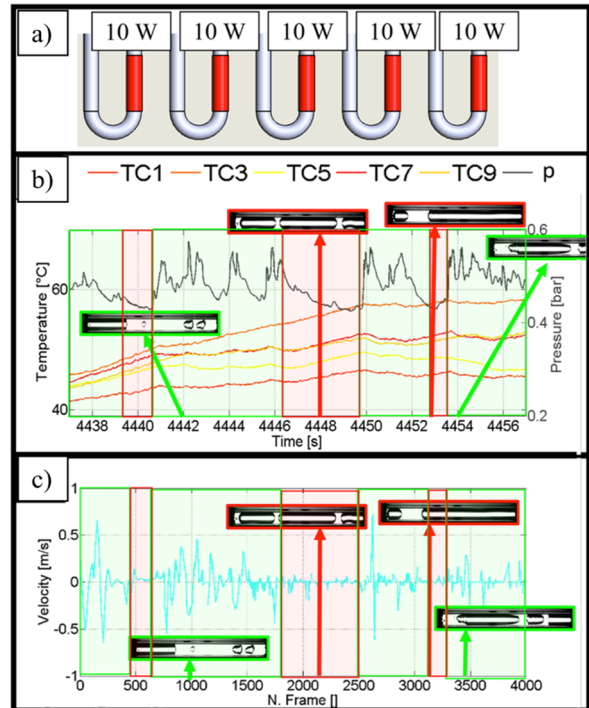 a)
10 W 10 W 10 W 10 W 10 W
b)
TC1 TC3 TC5 TC7 TC9 p
Temperature [°C]
60
40
0.6
0.4
0.2
Pressure [bar]
4438 4440 4442 4444 4446 4448 4450 4452 4454 4456
Time [s]
c)
Velocity [m/s]
1
0.5
0
-0.5
-1
0 500 1000 1500 2000 2500 3000 3500 4000
N. Frame []